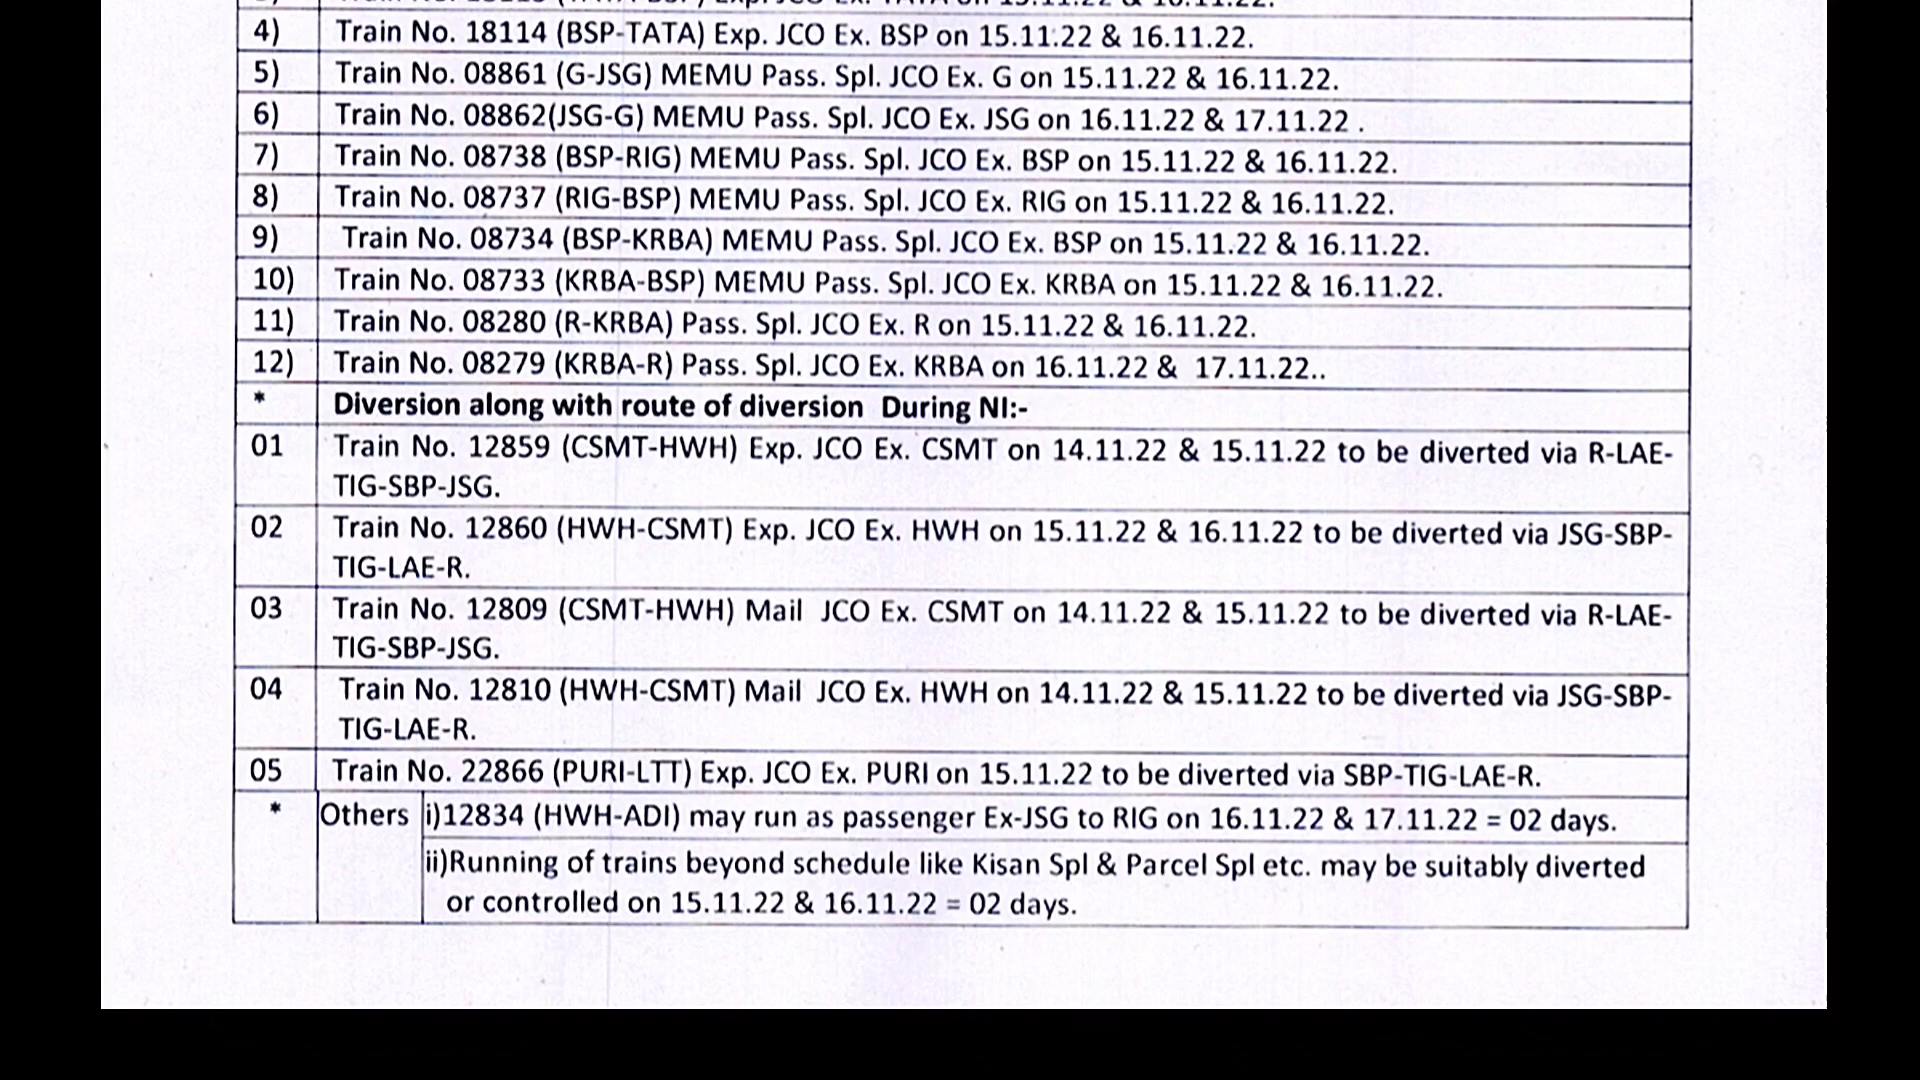 4) Train No. 18114 (BSP-TATA) Exp. JCO Ex. BSP on 15.11.22 & 16.11.22.
5) Train No. 08861 (G-JSG) MEMU Pass. Spl. JCO Ex. G on 15.11.22 & 16.11.22.
6) Train No. 08862(JSG-G) MEMU Pass. Spl. JCO Ex. JSG on 16.11.22 & 17.11.22 .
7) Train No. 08738 (BSP-RIG) MEMU Pass. Spl. JCO Ex. BSP on 15.11.22 & 16.11.22.
8) Train No. 08737 (RIG-BSP) MEMU Pass. Spl. JCO Ex. RIG on 15.11.22 & 16.11.22.
9) Train No. 08734 (BSP-KRBA) MEMU Pass. Spl. JCO Ex. BSP on 15.11.22 & 16.11.22.
10) Train No. 08733 (KRBA-BSP) MEMU Pass. Spl. JCO Ex. KRBA on 15.11.22 & 16.11.22.
11) Train No. 08280 (R-KRBA) Pass. Spl. JCO Ex. R on 15.11.22 & 16.11.22.
12) Train No. 08279 (KRBA-R) Pass. Spl. JCO Ex. KRBA on 16.11.22 & 17.11.22..
* Diversion along with route of diversion During NI:-
01 Train No. 12859 (CSMT-HWH) Exp. JCO Ex. CSMT on 14.11.22 & 15.11.22 to be diverted via R-LAE-
TIG-SBP-JSG.
02 Train No. 12860 (HWH-CSMT) Exp. JCO Ex. HWH on 15.11.22 & 16.11.22 to be diverted via JSG-SBP-
TIG-LAE-R.
03 Train No. 12809 (CSMT-HWH) Mail JCO Ex. CSMT on 14.11.22 & 15.11.22 to be diverted via R-LAE-
TIG-SBP-JSG.
04 Train No. 12810 (HWH-CSMT) Mail JCO Ex. HWH on 14.11.22 & 15.11.22 to be diverted via JSG-SBP-
TIG-LAE-R.
05 Train No. 22866 (PURI-LTT) Exp. JCO Ex. PURI on 15.11.22 to be diverted via SBP-TIG-LAE-R.
* Others i)12834 (HWH-ADI) may run as passenger Ex-JSG to RIG on 16.11.22 & 17.11.22 = 02 days.
ii)Running of trains beyond schedule like Kisan Spl & Parcel Spl etc. may be suitably diverted
or controlled on 15.11.22 & 16.11.22 = 02 days.